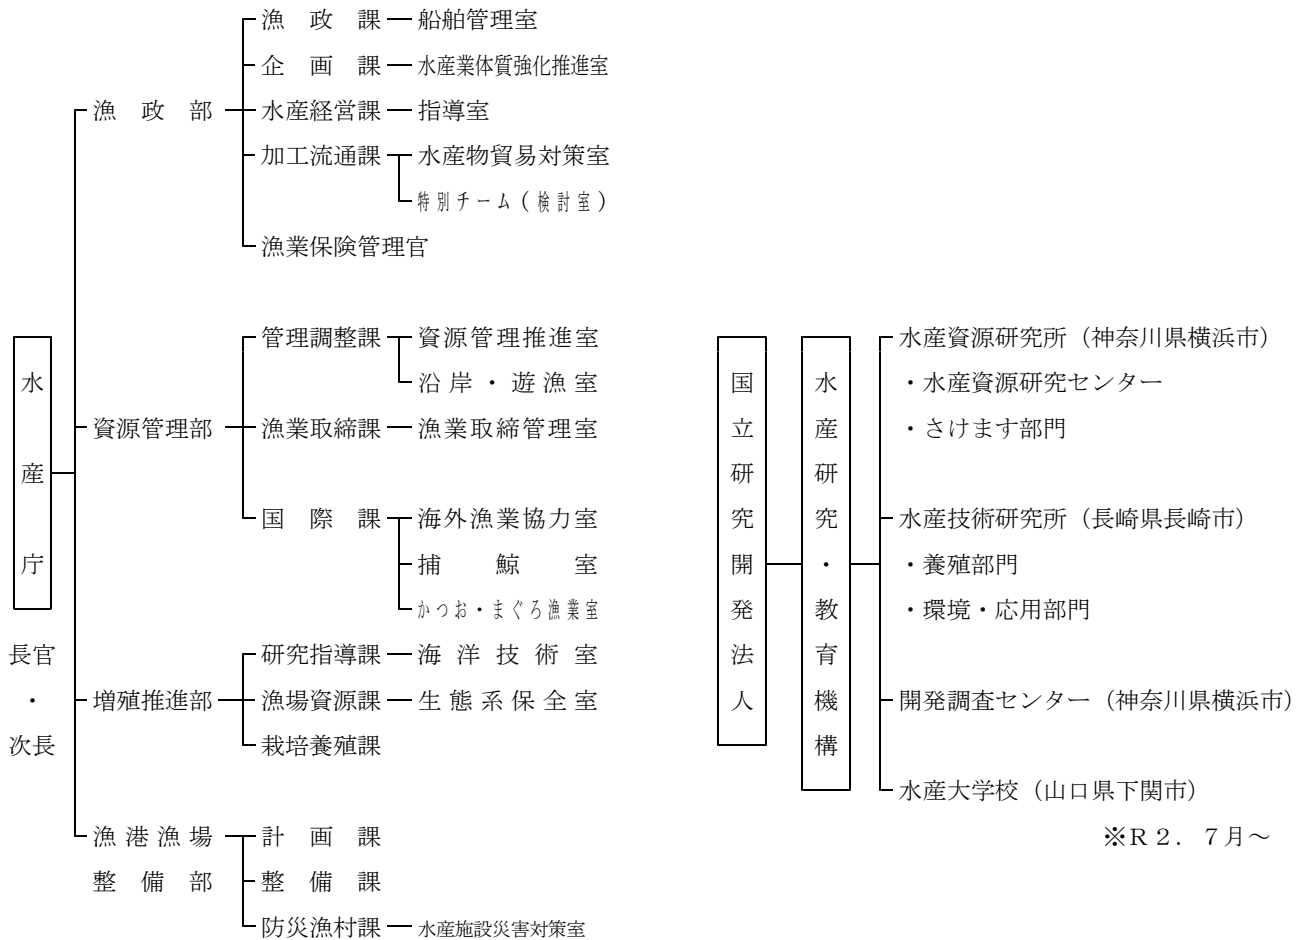 漁政課 船舶管理室
企画課 水産業体質強化推進室
漁政部 水産経営課 指導室
加工流通課 水産物貿易対策室
特別チーム(検討室)
漁業保険管理官
水産庁
長官・次長
管理調整課 資源管理推進室
沿岸・遊漁室
資源管理部 漁業取締課 漁業取締管理室
国際課 海外漁業協力室
捕鯨室
かつお・まぐろ漁業室
研究指導課 海洋技術室
増殖推進部 漁場資源課 生態系保全室
栽培養殖課
漁港漁場 計画課
整備部 整備課
防災漁村課 水産施設災害対策室
国立研究開発法人
水産研究・教育機構
水産資源研究所(神奈川県横浜市)
・水産資源研究センター
・さけます部門
水産技術研究所(長崎県長崎市)
・養殖部門
・環境・応用部門
開発調査センター(神奈川県横浜市)
水産大学校(山口県下関市)
※R2.7月~